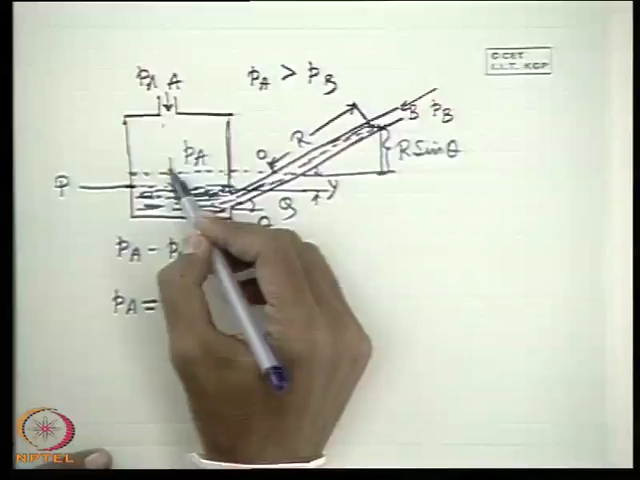 ©CET
I.I.T. KGP
pA A
pA > pB
B pB
R
R Sin θ
pA
O
P
y
Q
θ
pA - p
pA =
NPTEL